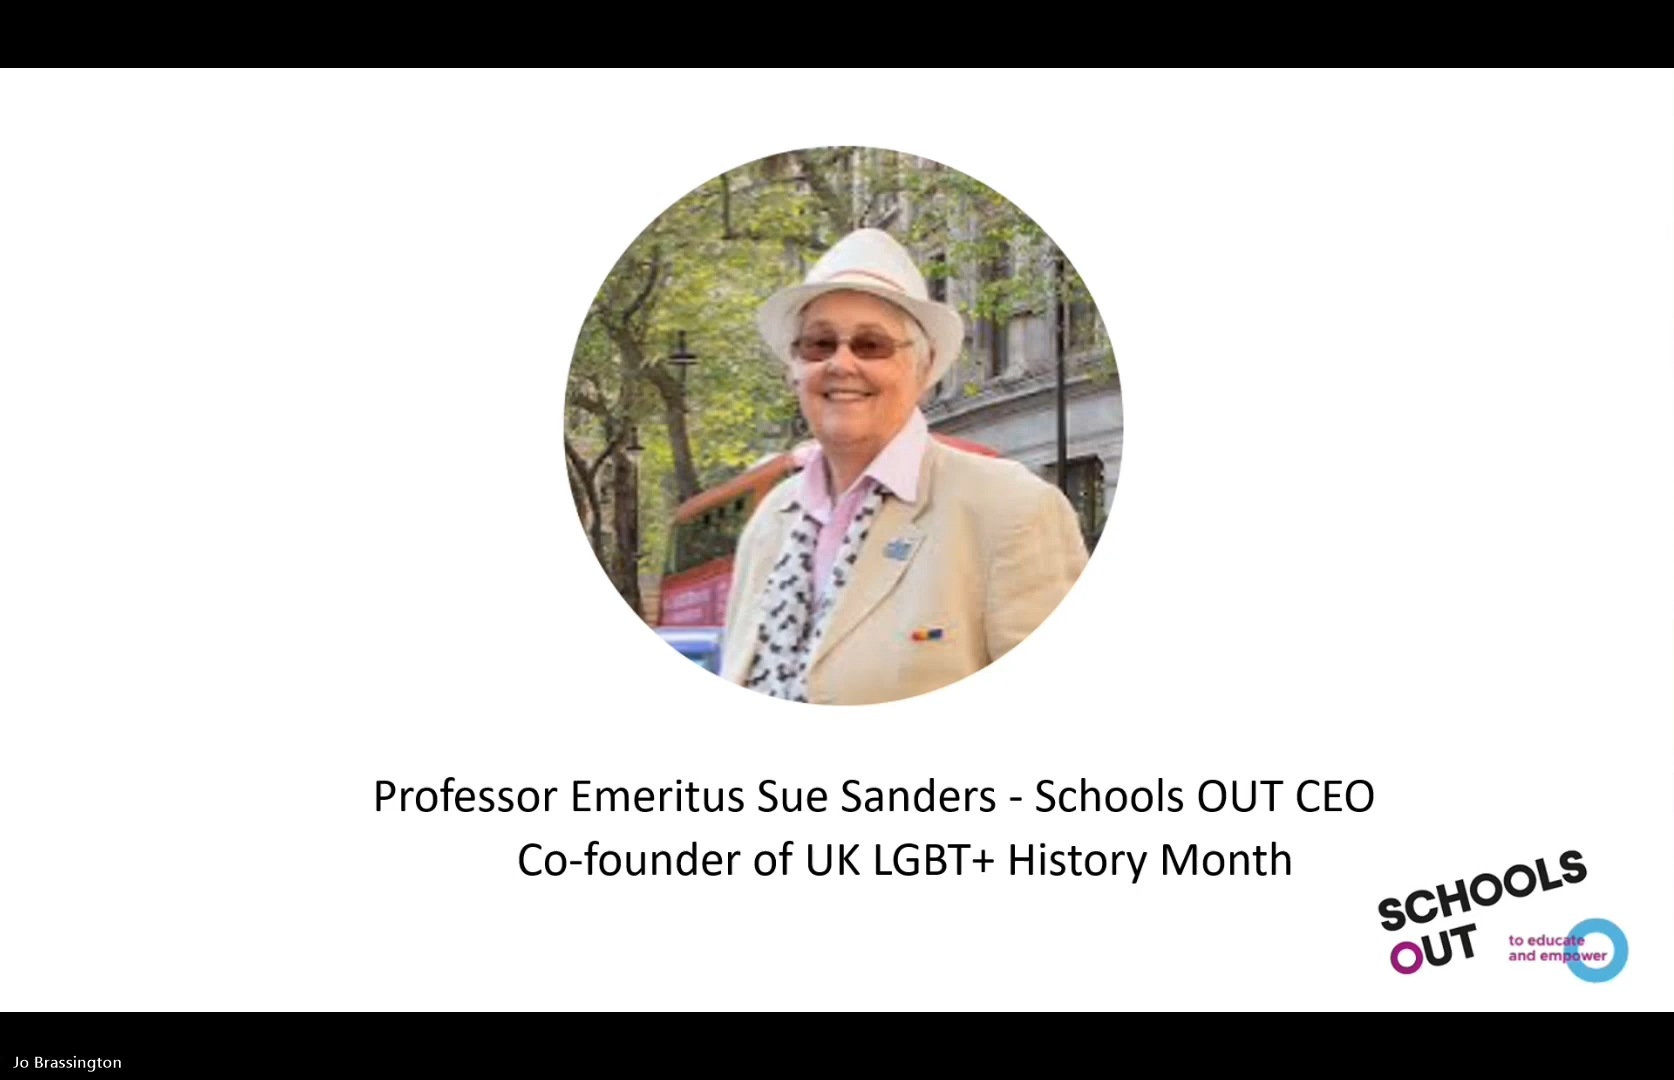 Professor Emeritus Sue Sanders - Schools OUT CEO
Co-founder of UK LGBT+ History Month
SCHOOLS
OUT
to educate
and empower
Jo Brassington